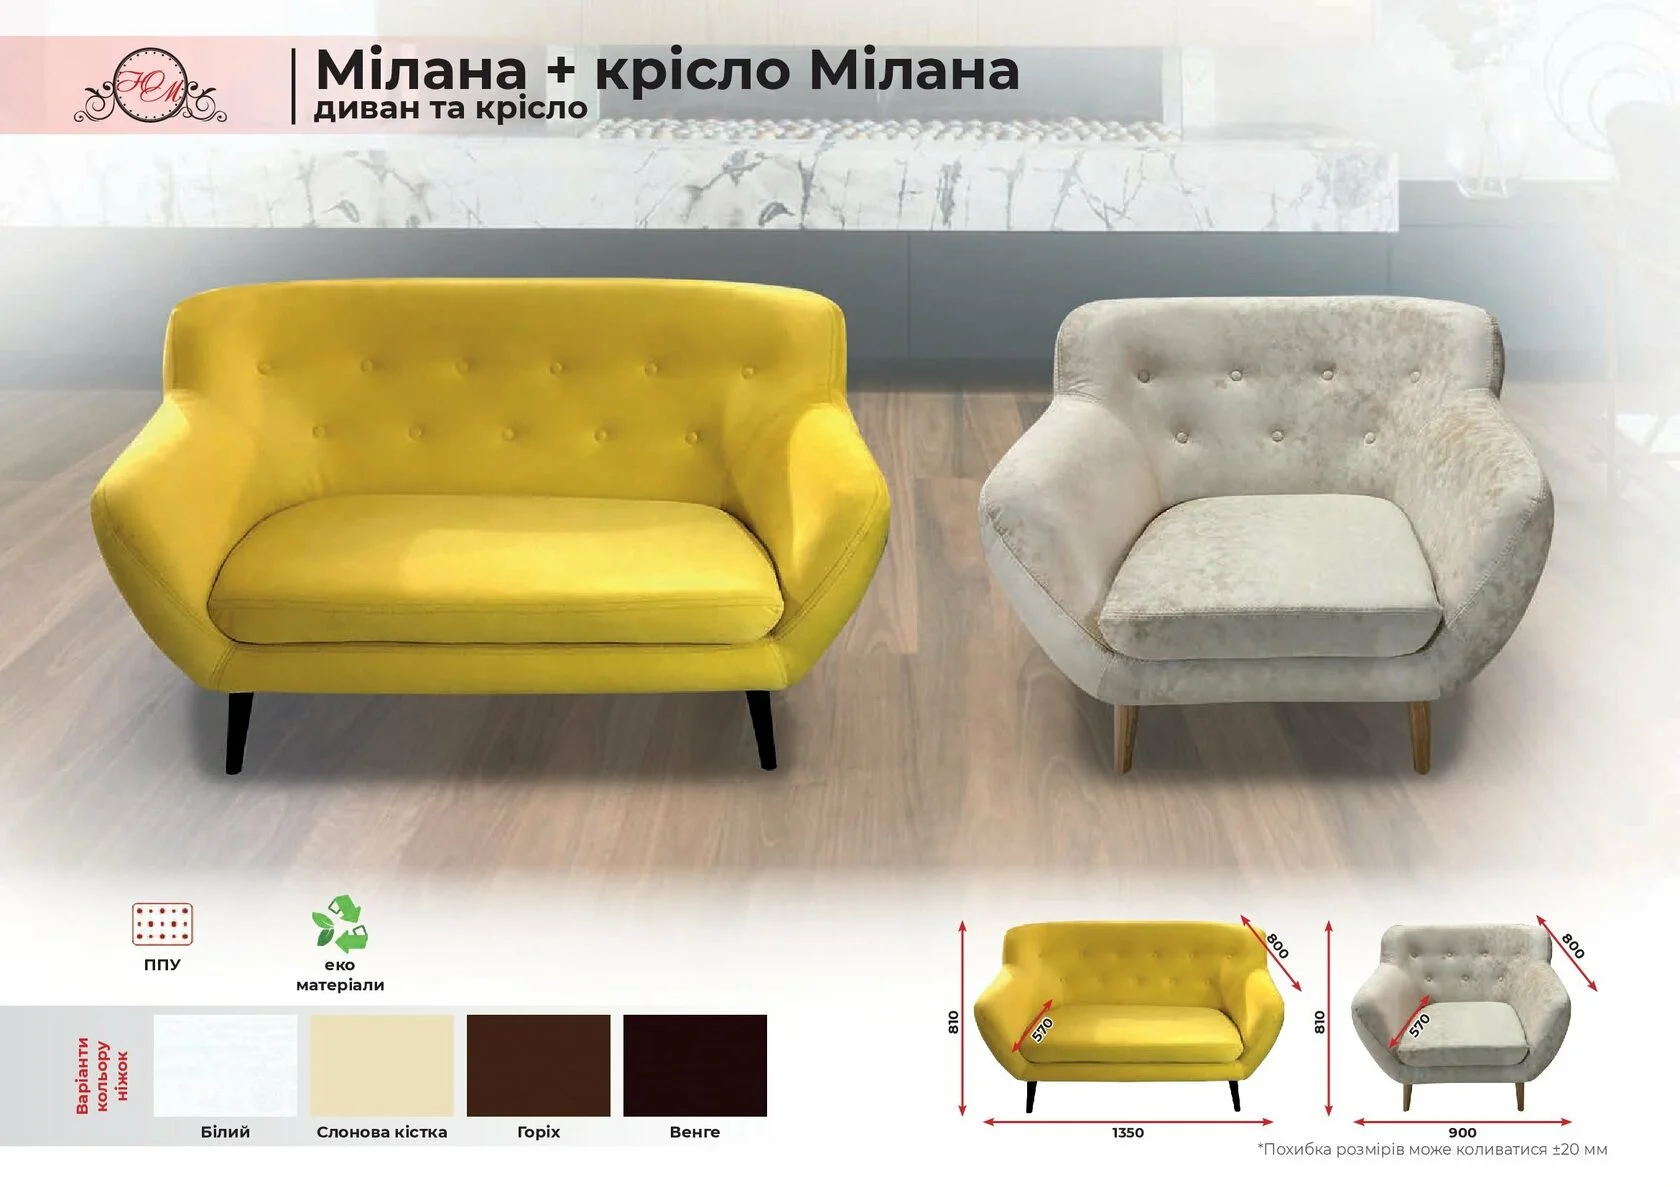 ЮМ
Мілана + крісло Мілана
диван та крісло
ППУ
еко
матеріали
Варіанти
кольору
ніжок
Білий
Слонова кістка
Горіх
Венге
810
800
570
1350
810
800
570
900
*Похибка розмірів може коливатися ±20 мм